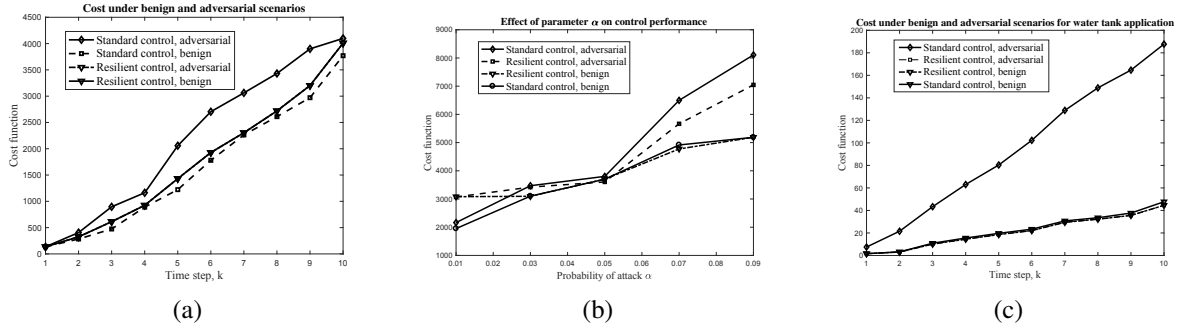 Cost under benign and adversarial scenarios
4500
4000
3500
3000
2500
2000
1500
1000
500
0
Cost function
Standard control, adversarial
Standard control, benign
Resilient control, adversarial
Resilient control, benign
1 2 3 4 5 6 7 8 9 10
Time step, k
(a)
Effect of parameter α on control performance
9000
8000
7000
6000
5000
4000
3000
2000
1000
Cost function
Standard control, adversarial
Resilient control, adversarial
Resilient control, benign
Standard control, benign
0.01 0.02 0.03 0.04 0.05 0.06 0.07 0.08 0.09
Probability of attack α
(b)
Cost under benign and adversarial scenarios for water tank application
200
180
160
140
120
100
80
60
40
20
0
Cost function
Standard control, adversarial
Resilient control, adversarial
Resilient control, benign
Standard control, benign
1 2 3 4 5 6 7 8 9 10
Time step, k
(c)